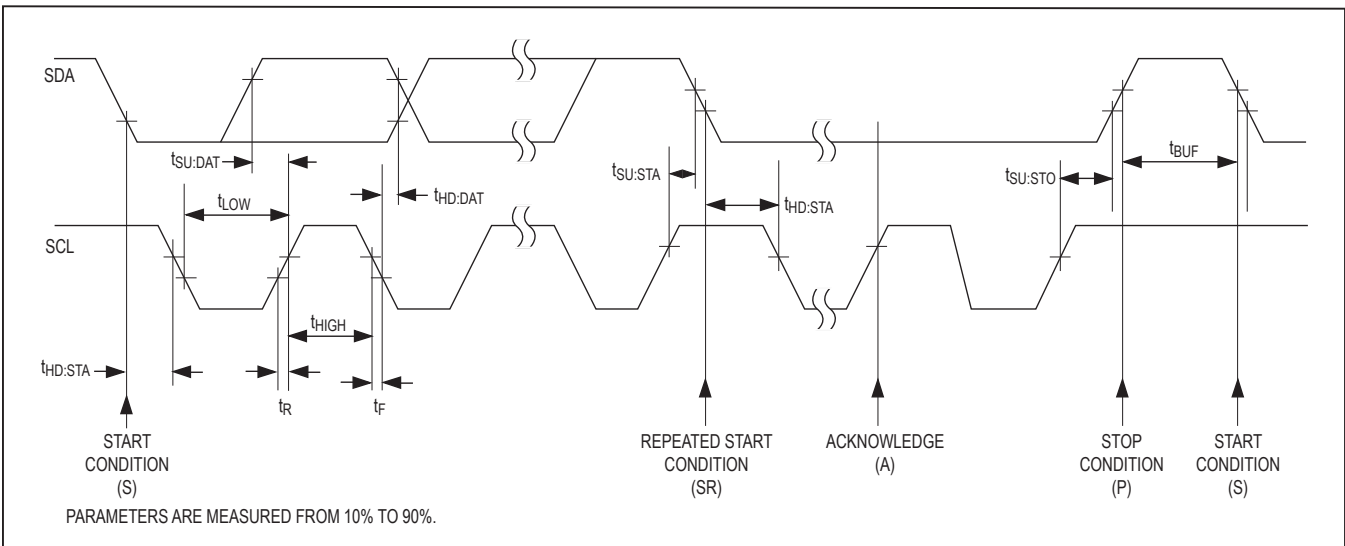 SDA
tSU:DAT
tHD:DAT
tLOW
tSU:STA
tHD:STA
tSU:STO
tBUF
SCL
tHIGH
tHD:STA
tR
tF
START
CONDITION
(S)
REPEATED START
CONDITION
(SR)
ACKNOWLEDGE
(A)
STOP
CONDITION
(P)
START
CONDITION
(S)
PARAMETERS ARE MEASURED FROM 10% TO 90%.